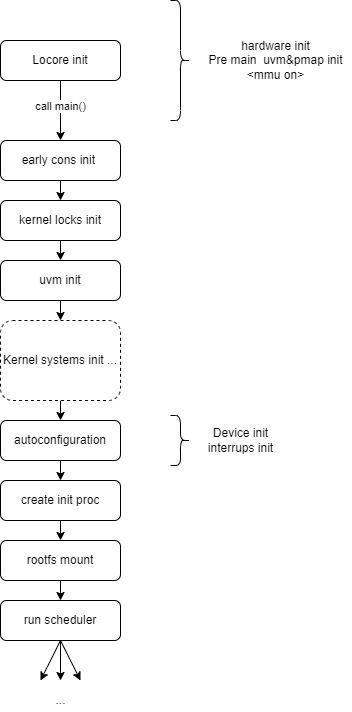 hardware init
Pre main  uvm&pmap init
<mmu on>
Locore init
call main()
early cons init
kernel locks init
uvm init
Kernel systems init ...
autoconfiguration
Device init
interrups init
create init proc
rootfs mount
run scheduler
...